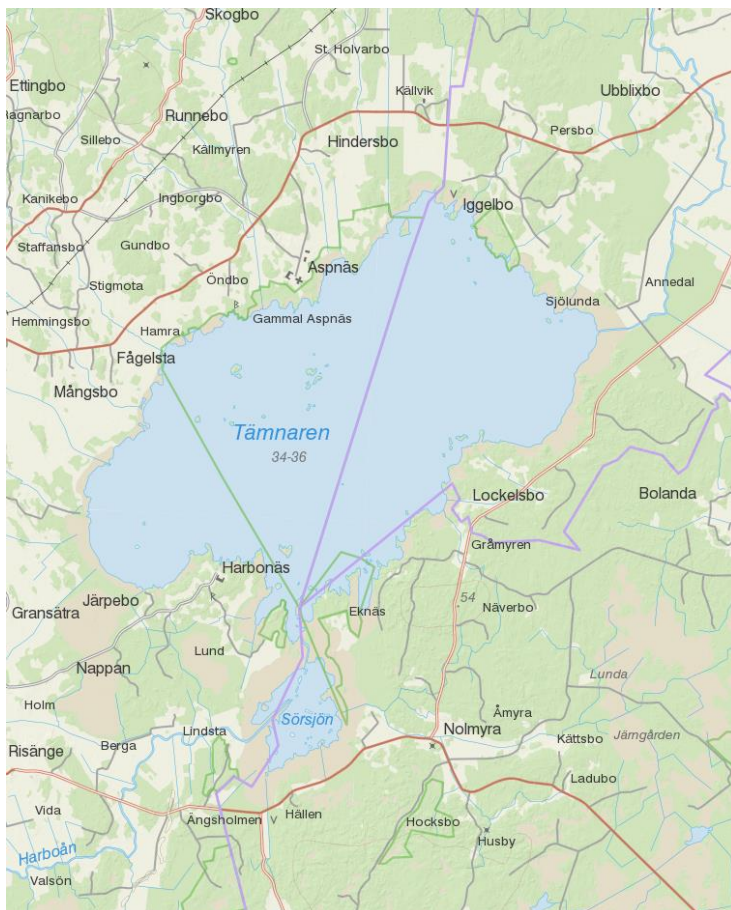 Skogbo
St. Holvarbo
Ettingbo
Källvik
Ubblixbo
Runnebo
Persbo
Sillebo
Källmyren
Hindersbo
Kanikebo
Ingborgbo
Iggelbo
Staffansbo
Gundbo
Aspnäs
Stigmota
Öndbo
Annedal
Sjölunda
Hemmingsbo
Hamra
Gammal Aspnäs
Fågelsta
Mångsbo
Tämnaren
34-36
Lockelsbo
Bolanda
Gråmyren
Harbonäs
Järpebo
54
Gransätra
Eknäs
Näverbo
Lund
Nappan
Lunda
Holm
Åmyra
Sörsjön
Lindsta
Nolmyra
Järngården
Kättsbo
Risänge
Berga
Ladubo
Vida
Ängsholmen
Hällen
Hocksbo
Husby
Harboån
Valsön